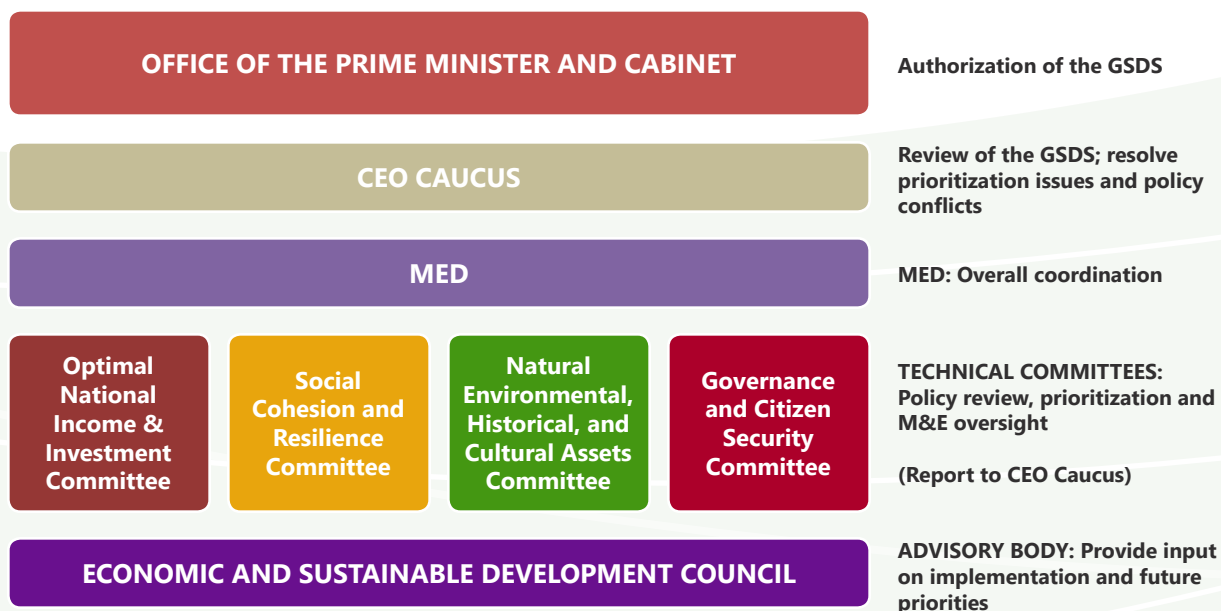 OFFICE OF THE PRIME MINISTER AND CABINET
Authorization of the GSDS
CEO CAUCUS
Review of the GSDS; resolve
prioritization issues and policy
conflicts
MED
MED: Overall coordination
Optimal
National
Income &
Investment
Committee
Social
Cohesion and
Resilience
Committee
Natural
Environmental,
Historical, and
Cultural Assets
Committee
Governance
and Citizen
Security
Committee
TECHNICAL COMMITTEES:
Policy review, prioritization and
M&E oversight
(Report to CEO Caucus)
ECONOMIC AND SUSTAINABLE DEVELOPMENT COUNCIL
ADVISORY BODY: Provide input
on implementation and future
priorities